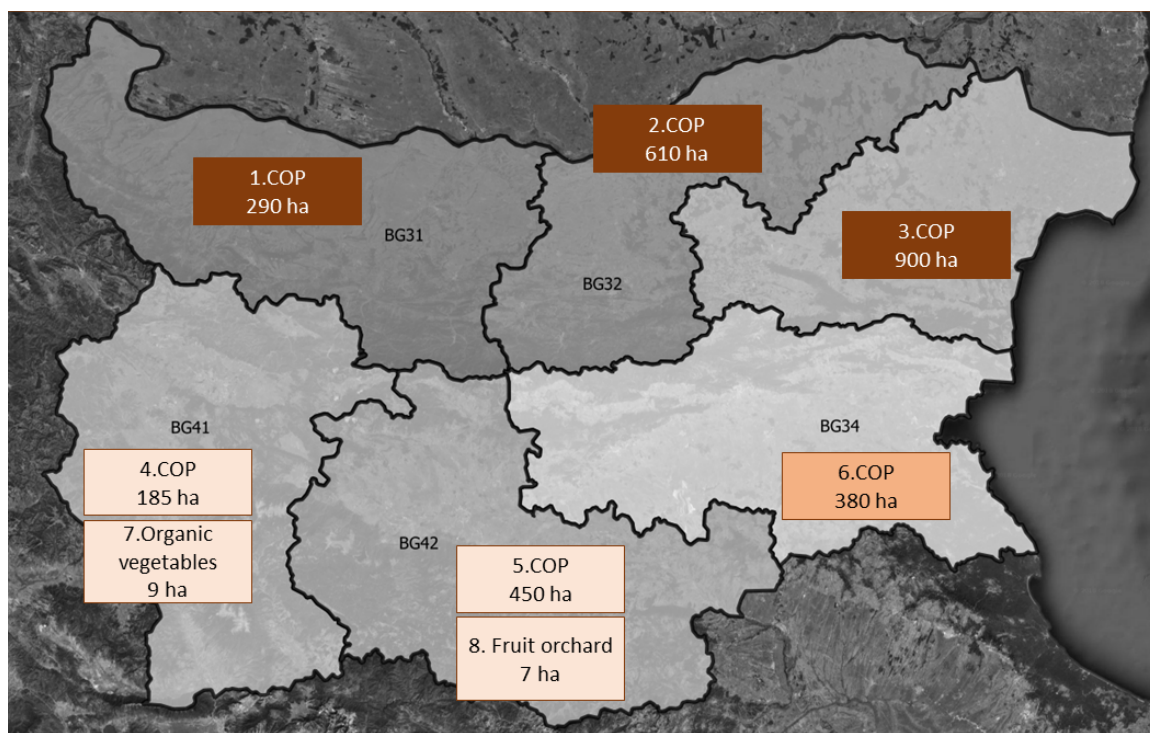 2.COP
610 ha
1.COP
290 ha
BG31
3.COP
900 ha
BG32
BG41
BG34
4.COP
185 ha
6.COP
380 ha
7.Organic
vegetables
9 ha
BG42
5.COP
450 ha
8. Fruit orchard
7 ha